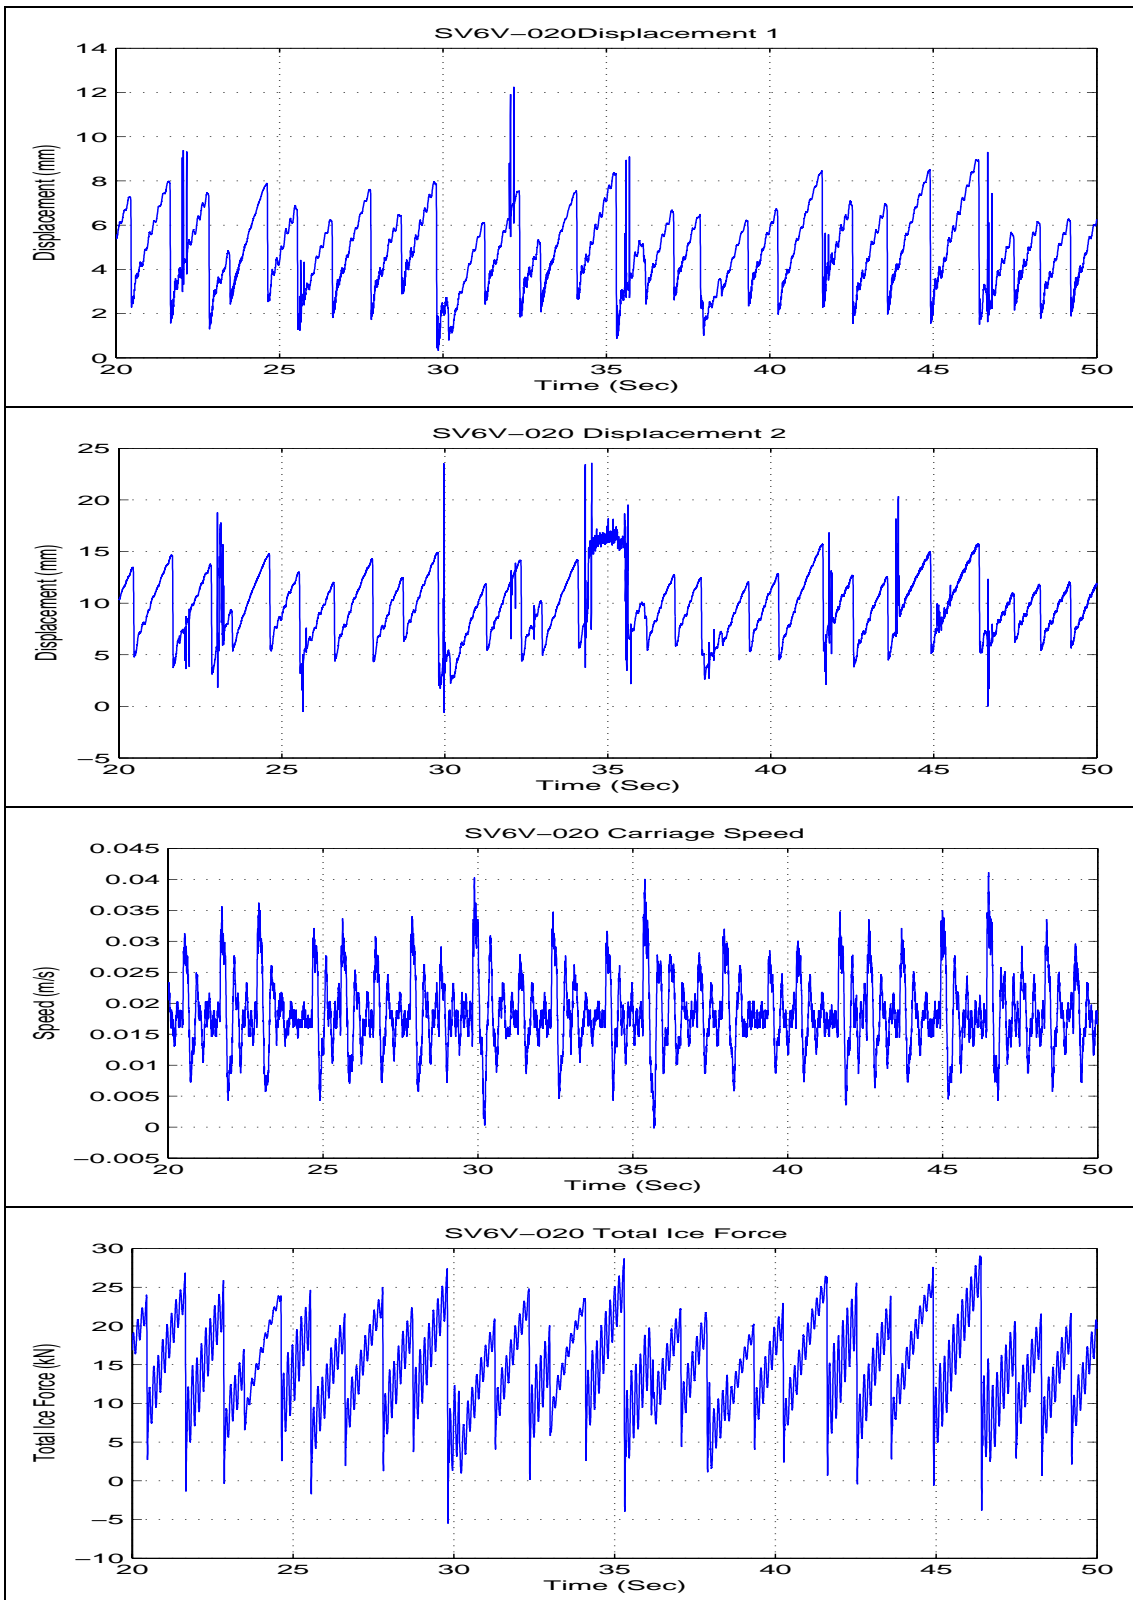 SV6V−020Displacement 1
14
12
10
8
6
4
2
0
Displacement (mm)
20 25 30 35 40 45 50
Time (Sec)
SV6V−020 Displacement 2
25
20
15
10
5
0
−5
Displacement (mm)
20 25 30 35 40 45 50
Time (Sec)
SV6V−020 Carriage Speed
0.045
0.04
0.035
0.03
0.025
0.02
0.015
0.01
0.005
0
−0.005
Speed (m/s)
20 25 30 35 40 45 50
Time (Sec)
SV6V−020 Total Ice Force
30
25
20
15
10
5
0
−5
−10
Total Ice Force (kN)
20 25 30 35 40 45 50
Time (Sec)